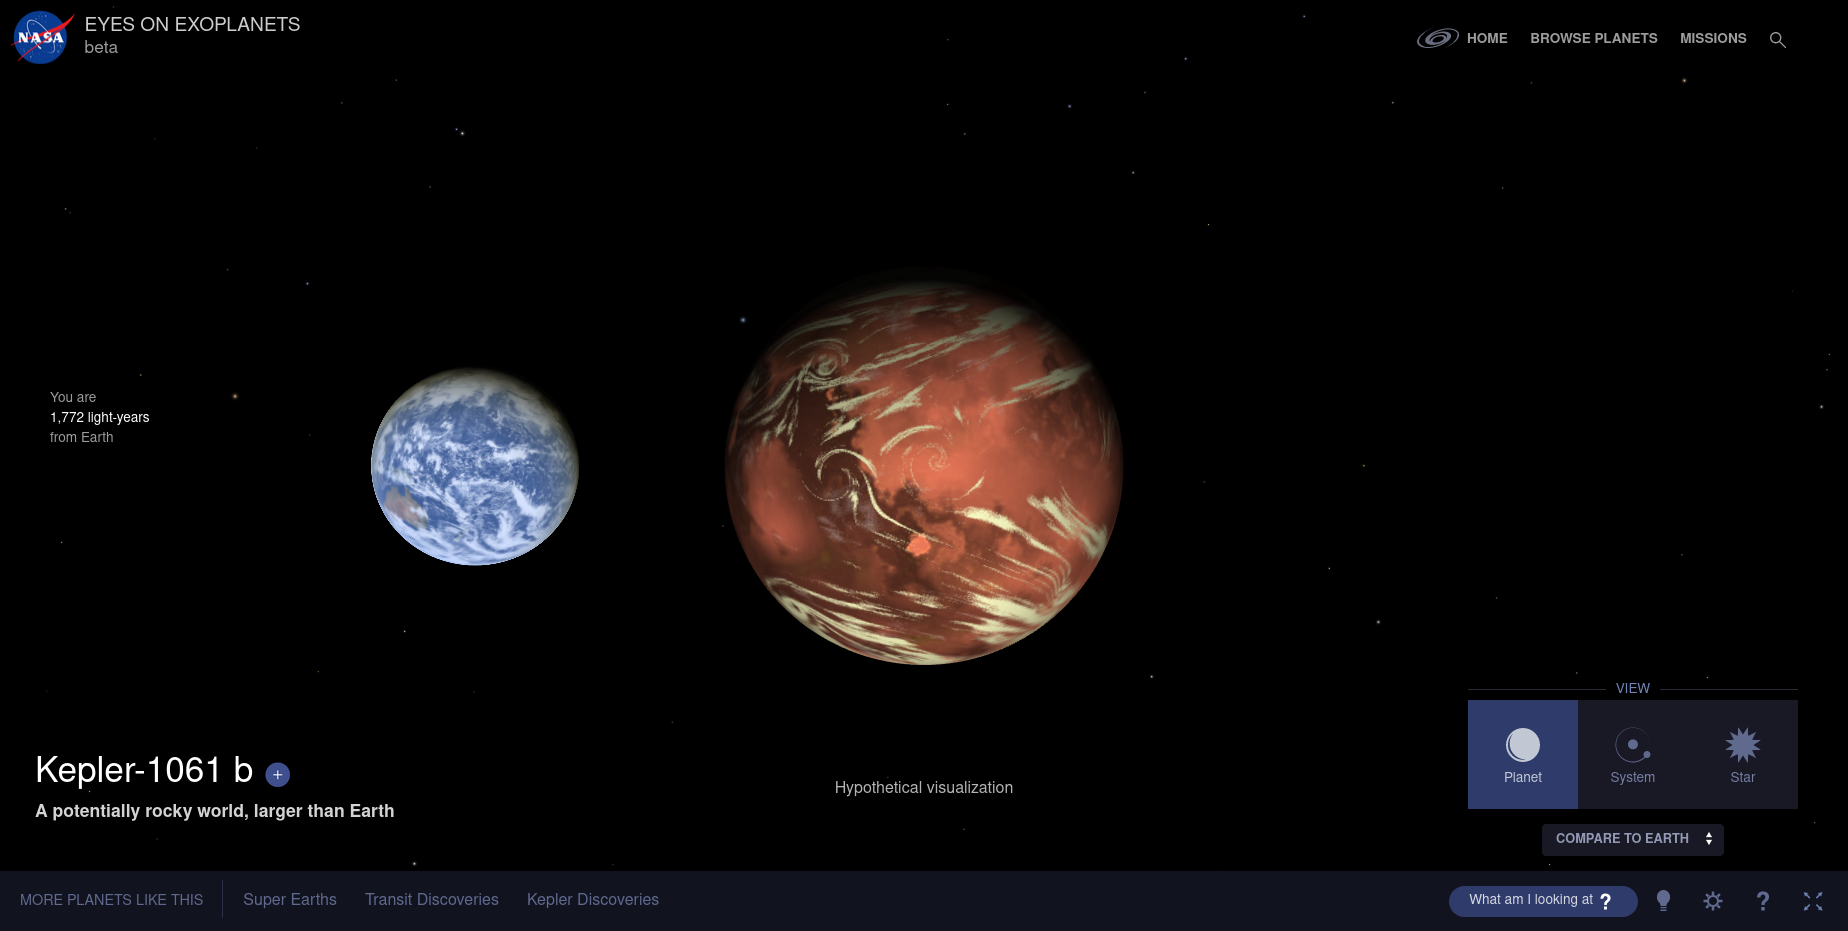 NASA
EYES ON EXOPLANETS
beta
HOME BROWSE PLANETS MISSIONS
You are
1,772 light-years
from Earth
Kepler-1061 b +
A potentially rocky world, larger than Earth
Hypothetical visualization
VIEW
Planet System Star
COMPARE TO EARTH
MORE PLANETS LIKE THIS Super Earths Transit Discoveries Kepler Discoveries
What am I looking at ? ?